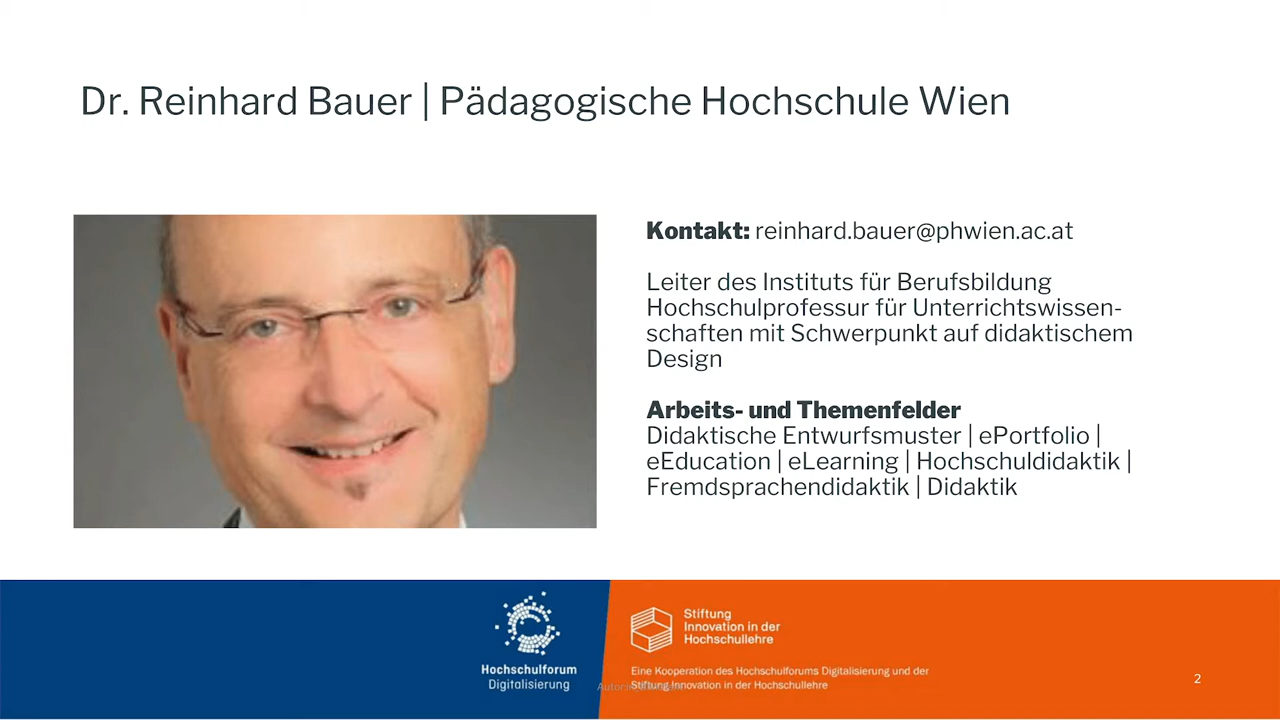 Dr. Reinhard Bauer | Pädagogische Hochschule Wien
Kontakt: reinhard.bauer@phwien.ac.at
Leiter des Instituts für Berufsbildung
Hochschulprofessur für Unterrichtswissen-
schaften mit Schwerpunkt auf didaktischem
Design
Arbeits- und Themenfelder
Didaktische Entwurfsmuster | ePortfolio |
eEducation | eLearning | Hochschuldidaktik |
Fremdsprachendidaktik | Didaktik
Hochschulforum
Digitalisierung
Stiftung
Innovation in der
Hochschullehre
Eine Kooperation des Hochschulforums Digitalisierung und der
Stiftung Innovation in der Hochschullehre
2